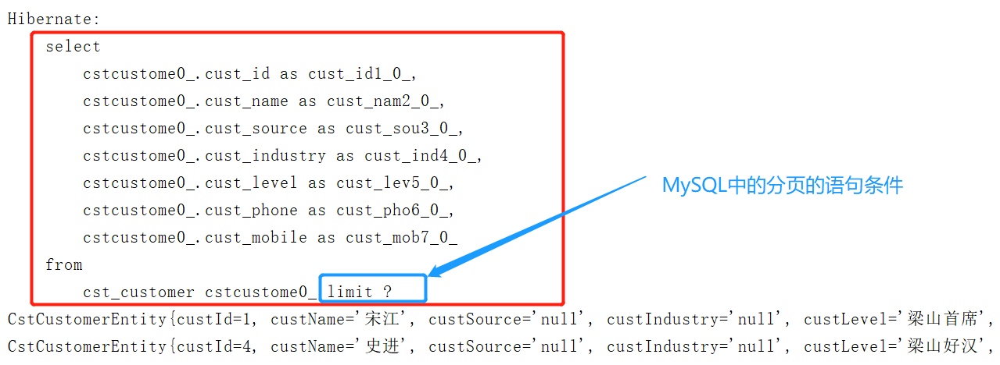 Hibernate:
select
cstcustome0_.cust_id as cust_id1_0_,
cstcustome0_.cust_name as cust_nam2_0_,
cstcustome0_.cust_source as cust_sou3_0_,
cstcustome0_.cust_industry as cust_ind4_0_,
cstcustome0_.cust_level as cust_lev5_0_,
cstcustome0_.cust_phone as cust_pho6_0_,
cstcustome0_.cust_mobile as cust_mob7_0_
from
cst_customer cstcustome0_ limit ?
MySQL中的分页的语句条件
CstCustomerEntity{custId=1, custName='宋江', custSource='null', custIndustry='null', custLevel='梁山首席',
CstCustomerEntity{custId=4, custName='史进', custSource='null', custIndustry='null', custLevel='梁山好汉',